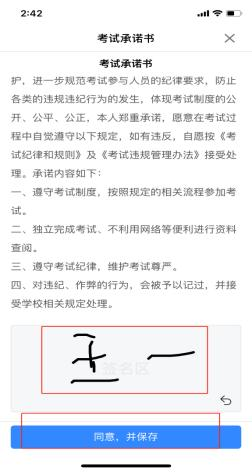 2:42
考试承诺书
考试承诺书
护，进一步规范考试参与人员的纪律要求，防止
各类的违规违纪行为的发生，体现考试制度的公
开、公平、公正，本人郑重承诺，愿意在考试过
程中自觉遵守以下规定，如有违反，自愿按《考
试纪律和规则》及《考试违规管理办法》接受处
理。承诺内容如下：
一、遵守考试制度，按照规定的相关流程参加考
试。
二、独立完成考试、不利用网络等便利进行资料
查阅。
三、遵守考试纪律，维护考试尊严。
四、对违纪、作弊的行为，会被予以记过，并接
受学校相关规定处理。
王 一
签名区
同意，并保存